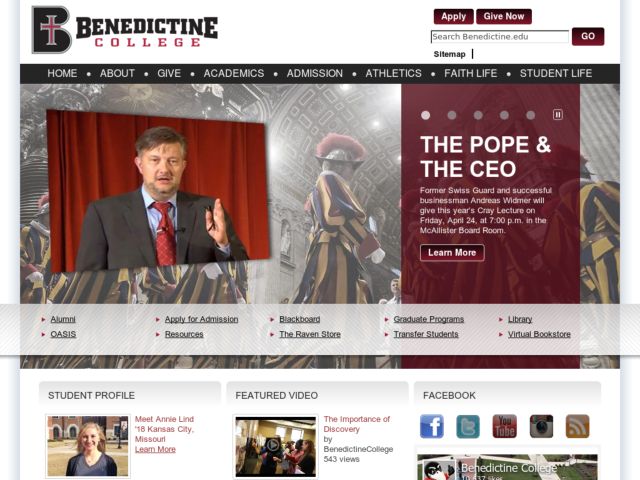 BENEDICTINE
COLLEGE
Apply
Give Now
Search Benedictine.edu
GO
Sitemap
HOME ABOUT GIVE ACADEMICS ADMISSION ATHLETICS FAITH LIFE STUDENT LIFE
THE POPE &
THE CEO
Former Swiss Guard and successful
businessman Andreas Widmer will
give this year's Cray Lecture on
Friday, April 24, at 7:00 p.m. in the
McAllister Board Room.
Learn More
Alumni
Apply for Admission
Blackboard
Graduate Programs
Library
OASIS
Resources
The Raven Store
Transfer Students
Virtual Bookstore
STUDENT PROFILE
Meet Annie Lind
'18 Kansas City,
Missouri
Learn More
FEATURED VIDEO
The Importance of
Discovery
by
BenedictineCollege
543 views
FACEBOOK
You
Tube
Benedictine College
10,637 likes